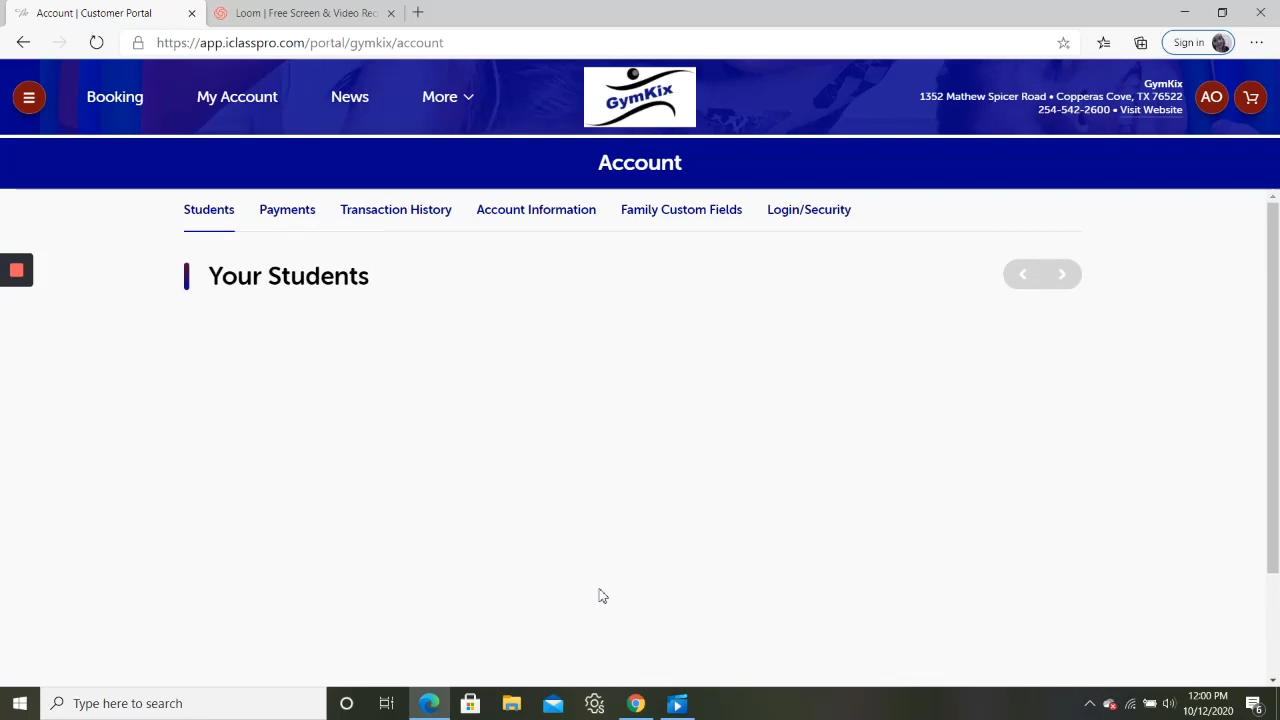 Account | Customer Portal
Loom | Free Screen & Video Rec
https://app.iclasspro.com/portal/gymkix/account
Sign in
Booking
My Account
News
More
GymKix
GymKix
1352 Mathew Spicer Road • Copperas Cove, TX 76522
254-542-2600 • Visit Website
AO
Account
Students
Payments
Transaction History
Account Information
Family Custom Fields
Login/Security
Your Students
Type here to search
12:00 PM
10/12/2020
6